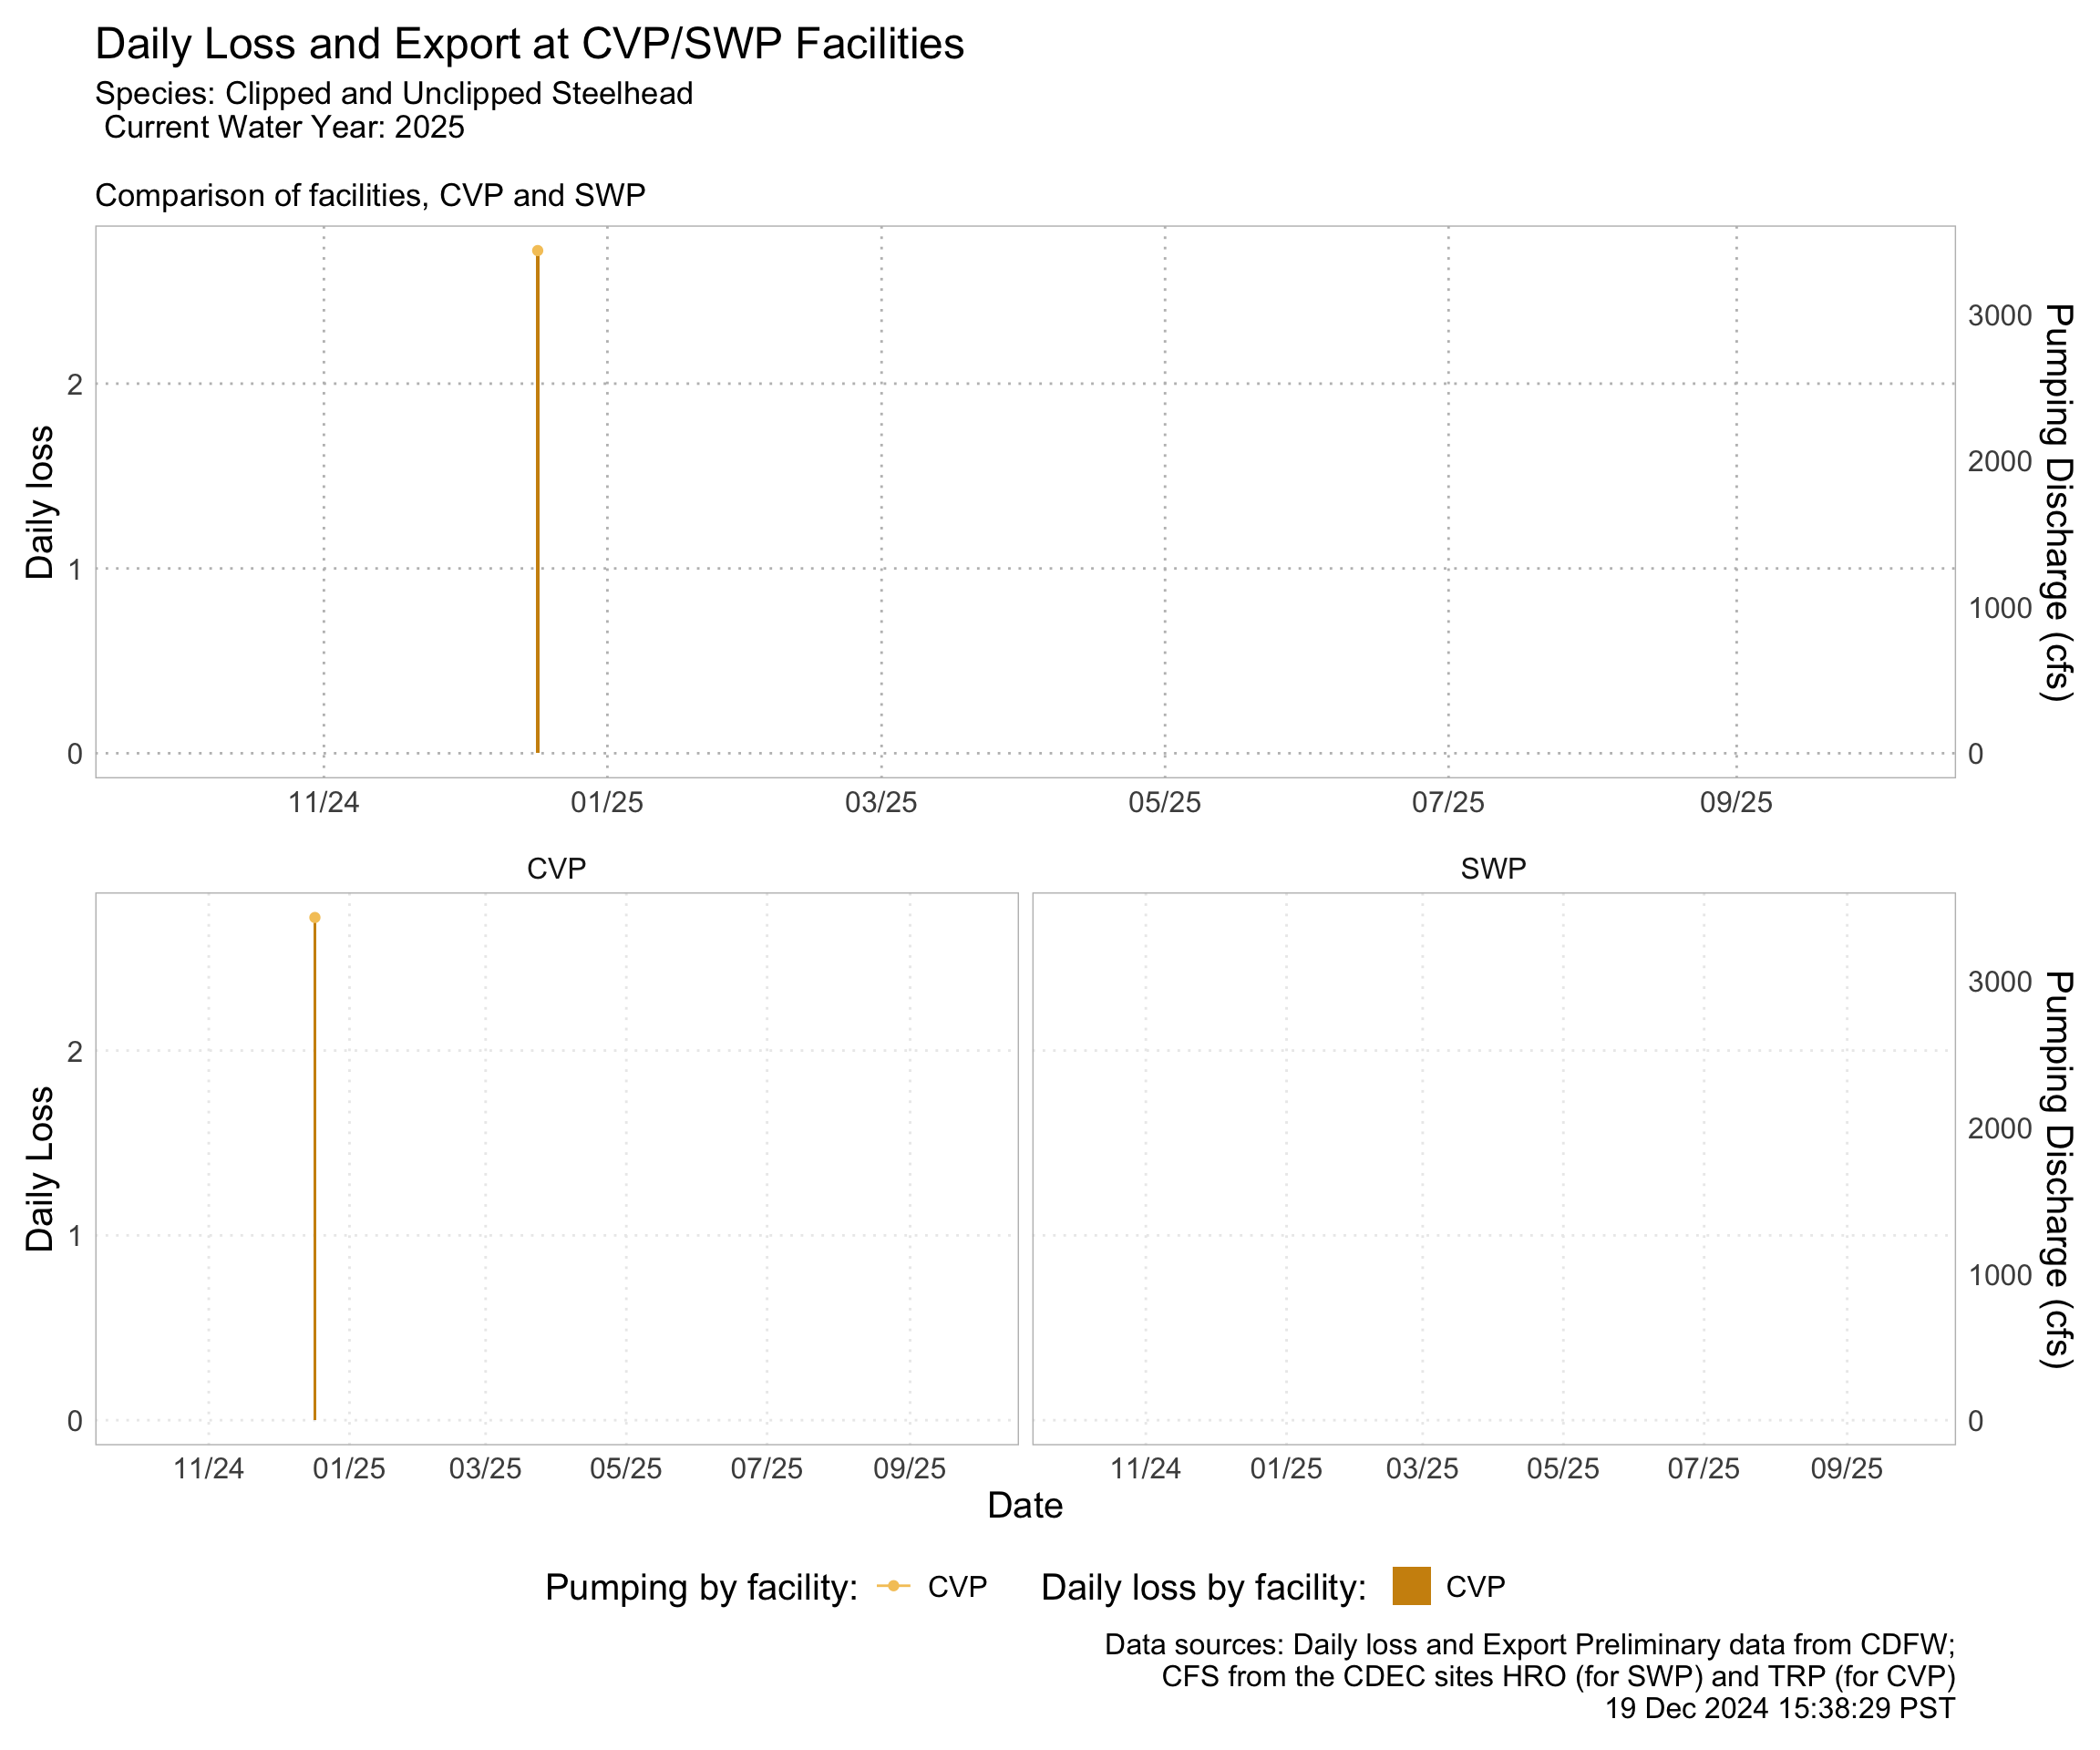 Daily Loss and Export at CVP/SWP Facilities
Species: Clipped and Unclipped Steelhead
Current Water Year: 2025
Comparison of facilities, CVP and SWP
Daily loss
2
1
0
3000
2000
1000
0
Pumping Discharge (cfs)
11/24 01/25 03/25 05/25 07/25 09/25
CVP SWP
Daily Loss
2
1
0
3000
2000
1000
0
Pumping Discharge (cfs)
11/24 01/25 03/25 05/25 07/25 09/25 11/24 01/25 03/25 05/25 07/25 09/25
Date
Pumping by facility: CVP Daily loss by facility: CVP
Data sources: Daily loss and Export Preliminary data from CDFW;
CFS from the CDEC sites HRO (for SWP) and TRP (for CVP)
19 Dec 2024 15:38:29 PST